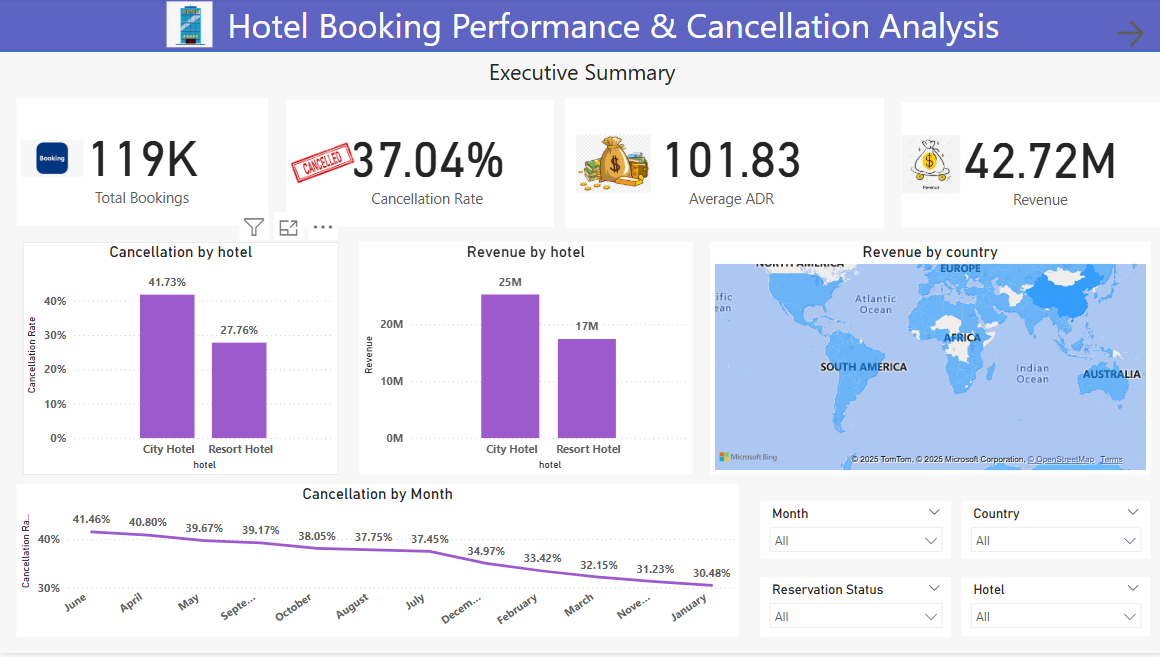 Hotel Booking Performance & Cancellation Analysis
Executive Summary
Booking
119K
Total Bookings
CANCELLED
37.04%
Cancellation Rate
101.83
Average ADR
Revenue
42.72M
Revenue
Cancellation by hotel
Cancellation Rate
40%
30%
20%
10%
0%
41.73%
27.76%
City Hotel
Resort Hotel
hotel
Revenue by hotel
Revenue
20M
10M
0M
25M
17M
City Hotel
Resort Hotel
hotel
Revenue by country
NORTH AMERICA
EUROPE
ific
ean
Atlantic
Ocean
AFRICA
SOUTH AMERICA
Indian
Ocean
AUSTRALIA
Microsoft Bing
© 2025 TomTom, © 2025 Microsoft Corporation, © OpenStreetMap Terms
Cancellation by Month
Cancellation Ra...
40%
30%
41.46%
40.80%
39.67%
39.17%
38.05%
37.75%
37.45%
34.97%
33.42%
32.15%
31.23%
30.48%
June
April
May
Septe...
October
August
July
Decem...
February
March
Nove...
January
Month
All
Country
All
Reservation Status
All
Hotel
All